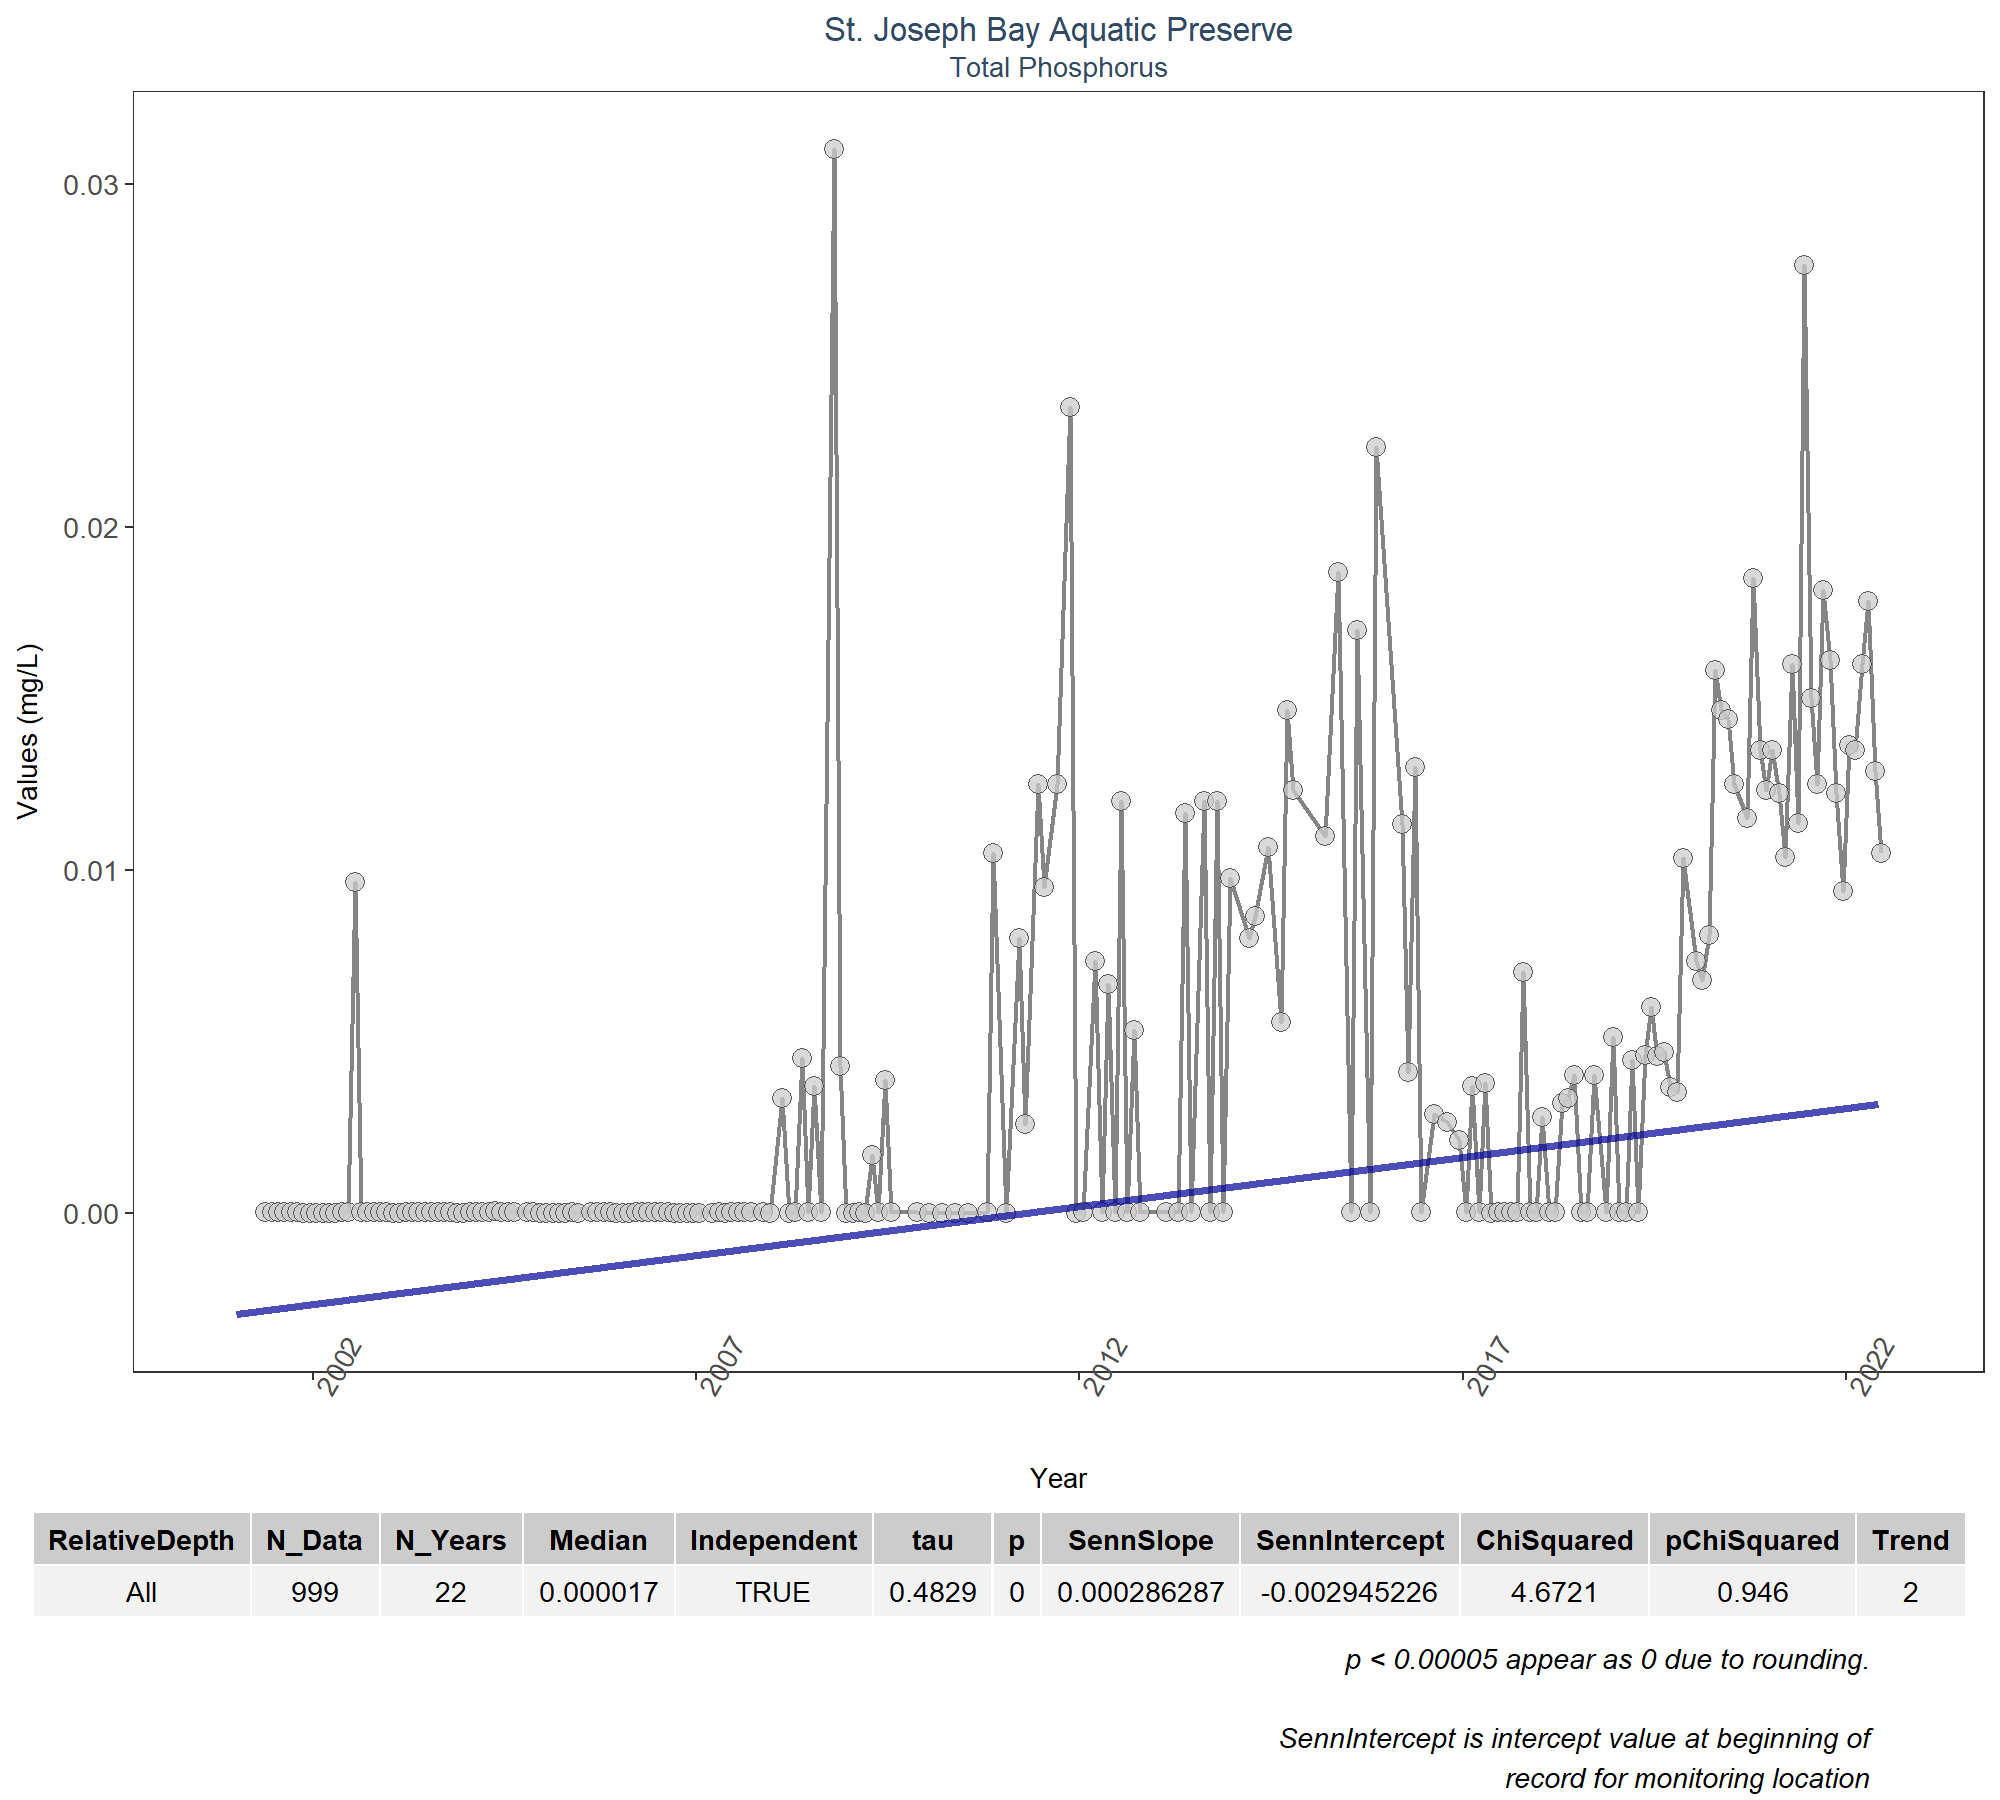 St. Joseph Bay Aquatic Preserve
Total Phosphorus
0.03
0.02
0.01
0.00
Values (mg/L)
2002 2007 2012 2017 2022
Year
RelativeDepth N_Data N_Years Median Independent tau p SennSlope SennIntercept ChiSquared pChiSquared Trend
All 999 22 0.000017 TRUE 0.4829 0 0.000286287 -0.002945226 4.6721 0.946 2
p < 0.00005 appear as 0 due to rounding.
SennIntercept is intercept value at beginning of
record for monitoring location